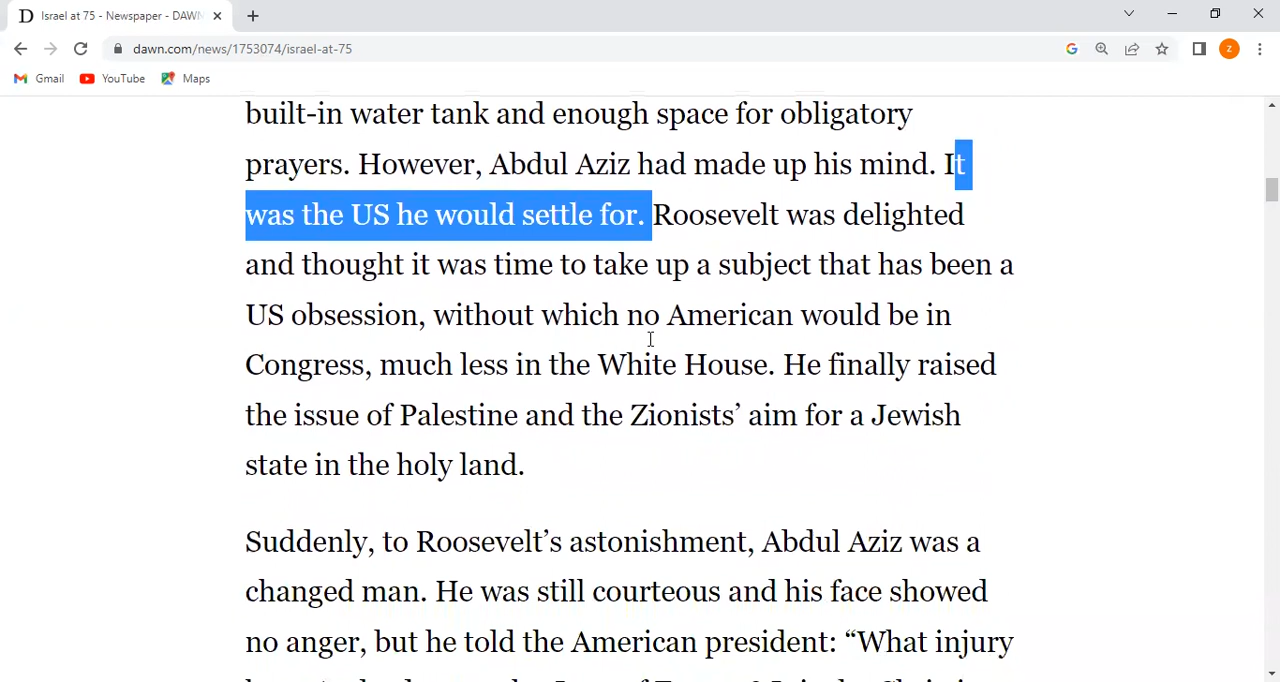 D Israel at 75 - Newspaper - DAWN
dawn.com/news/1753074/israel-at-75
Z
Gmail YouTube Maps
built-in water tank and enough space for obligatory
prayers. However, Abdul Aziz had made up his mind. It
was the US he would settle for. Roosevelt was delighted
and thought it was time to take up a subject that has been a
US obsession, without which no American would be in
Congress, much less in the White House. He finally raised
the issue of Palestine and the Zionists’ aim for a Jewish
state in the holy land.
Suddenly, to Roosevelt’s astonishment, Abdul Aziz was a
changed man. He was still courteous and his face showed
no anger, but he told the American president: “What injury